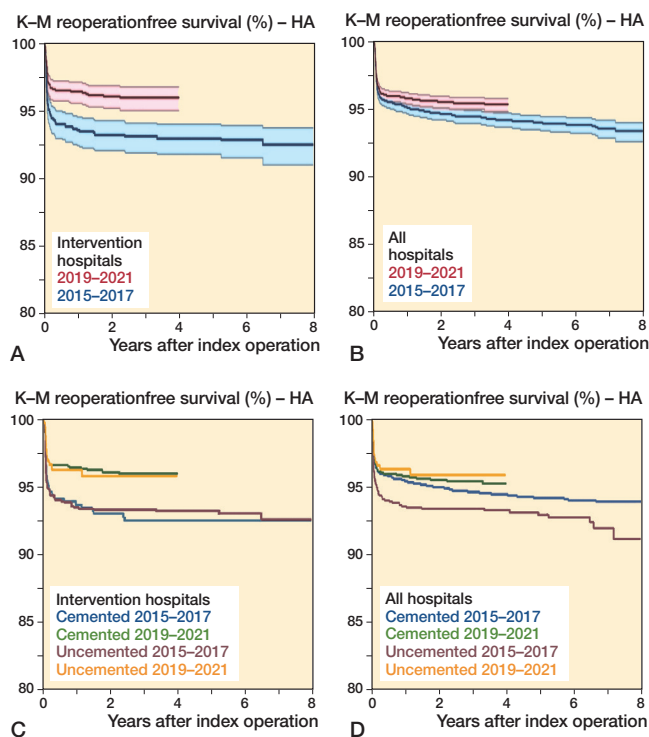 K–M reoperationfree survival (%) – HA
100
95
90
85
80
Intervention
hospitals
2019–2021
2015–2017
0
2
4
6
8
Years after index operation
A
K–M reoperationfree survival (%) – HA
100
95
90
85
80
All
hospitals
2019–2021
2015–2017
0
2
4
6
8
Years after index operation
B
K–M reoperationfree survival (%) – HA
100
95
90
85
80
Intervention hospitals
Cemented 2015–2017
Cemented 2019–2021
Uncemented 2015–2017
Uncemented 2019–2021
0
2
4
6
8
Years after index operation
C
K–M reoperationfree survival (%) – HA
100
95
90
85
80
All hospitals
Cemented 2015–2017
Cemented 2019–2021
Uncemented 2015–2017
Uncemented 2019–2021
0
2
4
6
8
Years after index operation
D